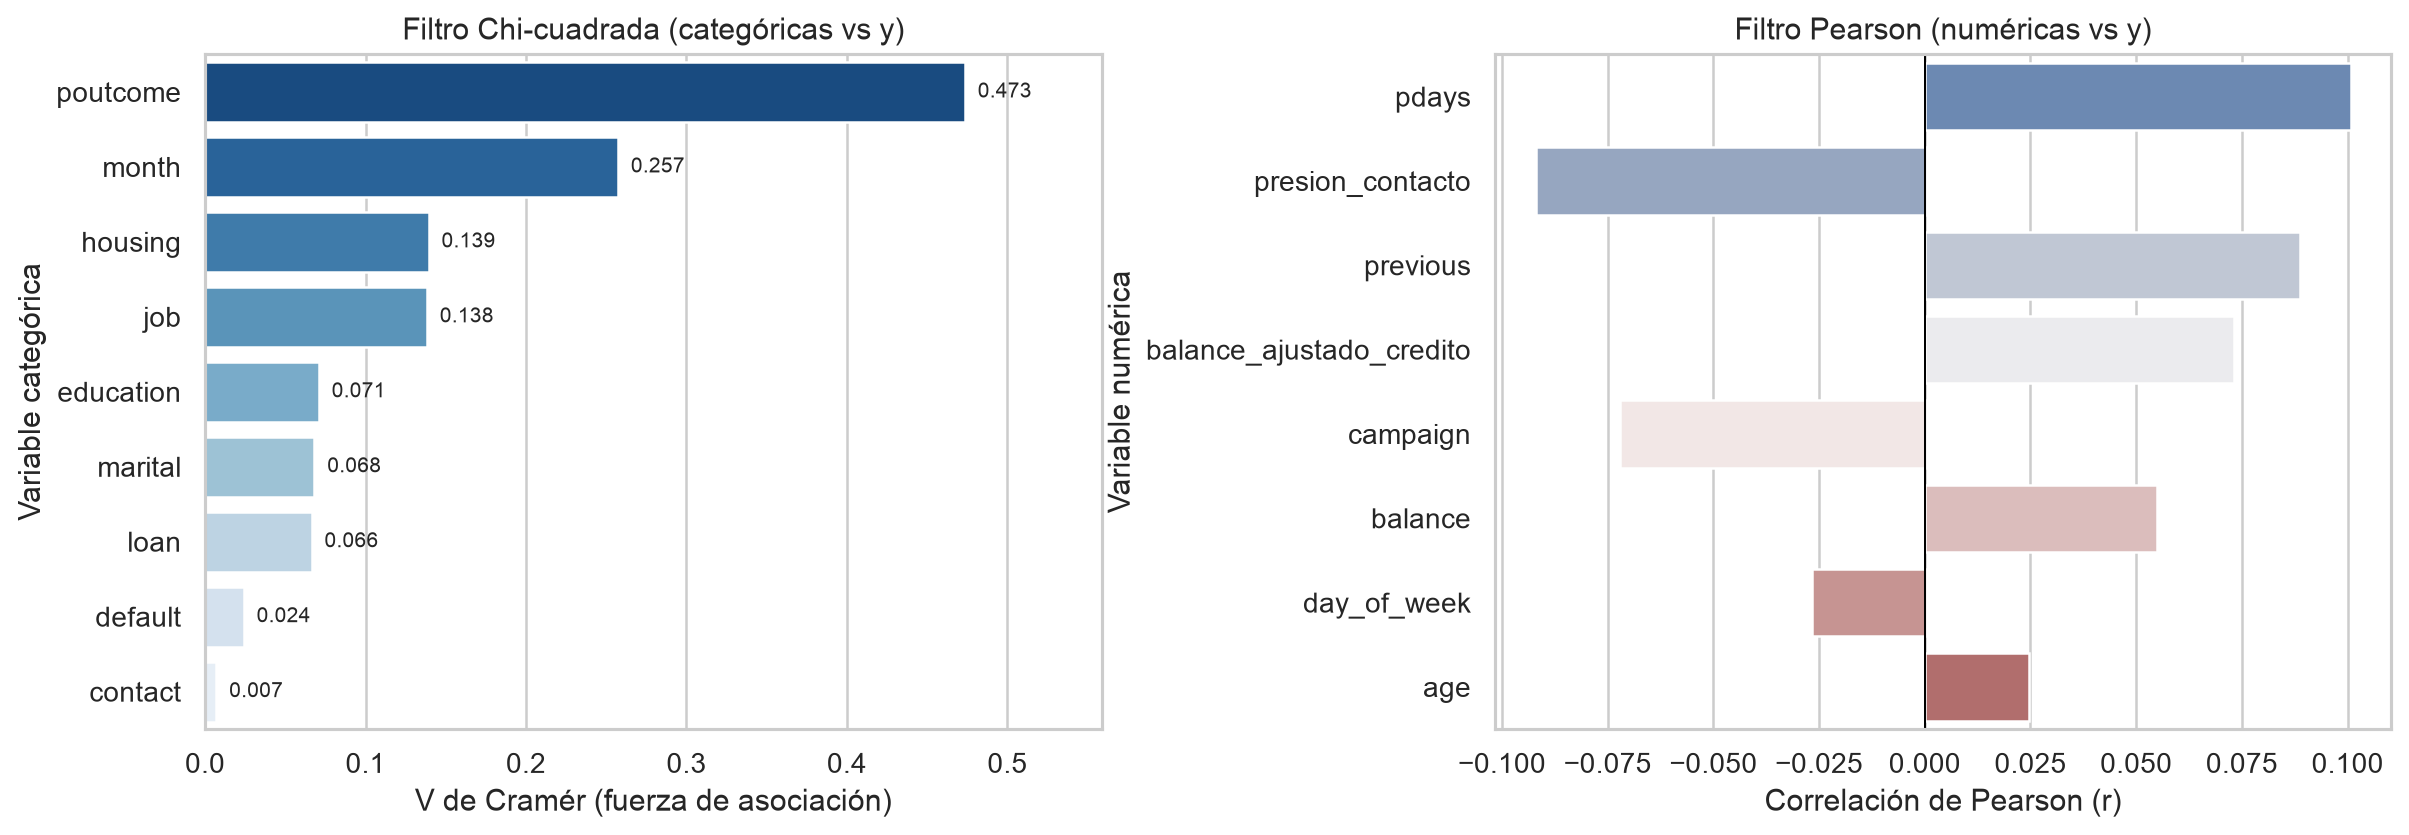 Filtro Chi-cuadrada (categóricas vs y)
Variable categórica
poutcome
0.473
month
0.257
housing
0.139
job
0.138
education
0.071
marital
0.068
loan
0.066
default
0.024
contact
0.007
0.0 0.1 0.2 0.3 0.4 0.5
V de Cramér (fuerza de asociación)
Filtro Pearson (numéricas vs y)
Variable numérica
pdays
presion_contacto
previous
balance_ajustado_credito
campaign
balance
day_of_week
age
−0.100 −0.075 −0.050 −0.025 0.000 0.025 0.050 0.075 0.100
Correlación de Pearson (r)